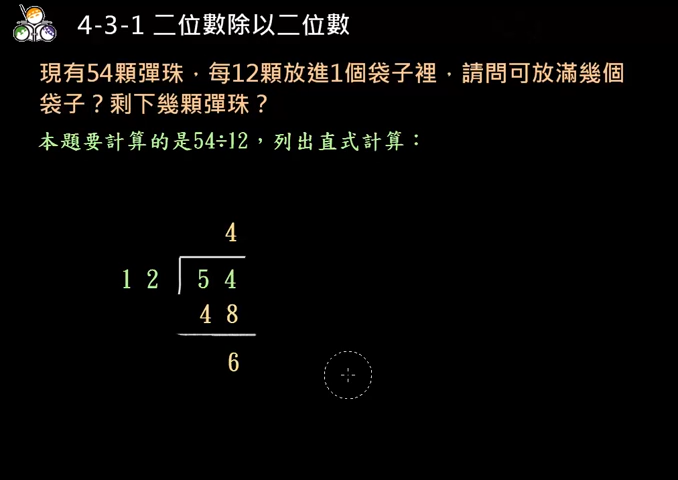 4-3-1 二位數除以二位數
現有54顆彈珠，每12顆放進1個袋子裡，請問可放滿幾個
袋子？剩下幾顆彈珠？
本題要計算的是54÷12，列出直式計算：
4
12 54
48
6